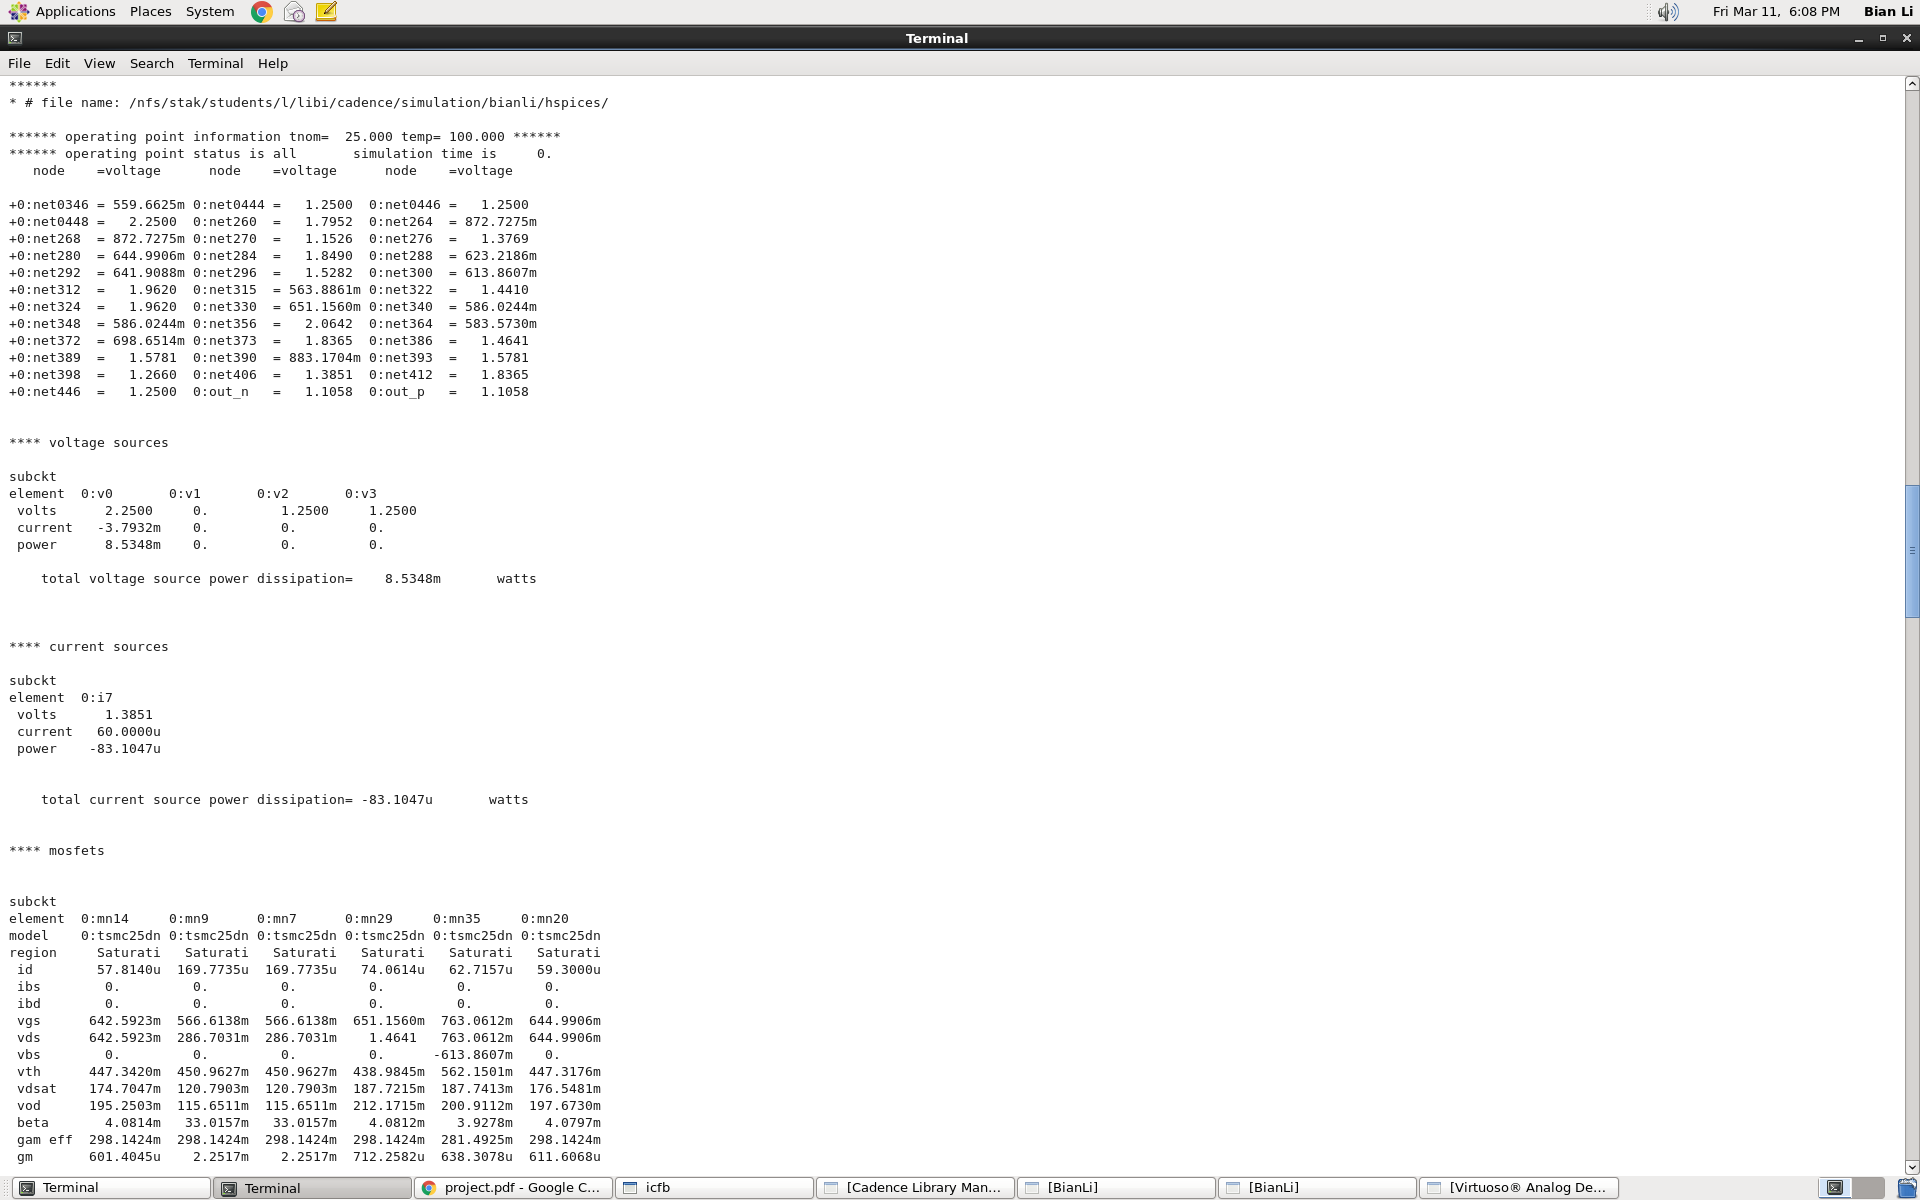 Applications Places System Fri Mar 11, 6:08 PM Bian Li
Terminal
File Edit View Search Terminal Help
******
* # file name: /nfs/stak/students/l/libi/cadence/simulation/bianli/hspices/
****** operating point information tnom=  25.000 temp= 100.000 ******
****** operating point status is all       simulation time is     0.
   node    =voltage      node    =voltage      node    =voltage
+0:net0346 = 559.6625m 0:net0444 =   1.2500  0:net0446 =   1.2500
+0:net0448 =   2.2500  0:net260  =   1.7952  0:net264  = 872.7275m
+0:net268  = 872.7275m 0:net270  =   1.1526  0:net276  =   1.3769
+0:net280  = 644.9906m 0:net284  =   1.8490  0:net288  = 623.2186m
+0:net292  = 641.9088m 0:net296  =   1.5282  0:net300  = 613.8607m
+0:net312  =   1.9620  0:net315  = 563.8861m 0:net322  =   1.4410
+0:net324  =   1.9620  0:net330  = 651.1560m 0:net340  = 586.0244m
+0:net348  = 586.0244m 0:net356  =   2.0642  0:net364  = 583.5730m
+0:net372  = 698.6514m 0:net373  =   1.8365  0:net386  =   1.4641
+0:net389  =   1.5781  0:net390  = 883.1704m 0:net393  =   1.5781
+0:net398  =   1.2660  0:net406  =   1.3851  0:net412  =   1.8365
+0:net446  =   1.2500  0:out_n   =   1.1058  0:out_p   =   1.1058
**** voltage sources
subckt
element  0:v0       0:v1       0:v2       0:v3
 volts      2.2500     0.         1.2500     1.2500
 current   -3.7932m    0.         0.         0.
 power      8.5348m    0.         0.         0.
    total voltage source power dissipation=    8.5348m       watts
**** current sources
subckt
element  0:i7
 volts      1.3851
 current   60.0000u
 power    -83.1047u
    total current source power dissipation= -83.1047u       watts
**** mosfets
subckt
element  0:mn14     0:mn9      0:mn7      0:mn29     0:mn35     0:mn20
model    0:tsmc25dn 0:tsmc25dn 0:tsmc25dn 0:tsmc25dn 0:tsmc25dn 0:tsmc25dn
region     Saturati   Saturati   Saturati   Saturati   Saturati   Saturati
 id       57.8140u  169.7735u  169.7735u   74.0614u   62.7157u   59.3000u
 ibs        0.         0.         0.         0.         0.         0.
 ibd        0.         0.         0.         0.         0.         0.
 vgs      642.5923m  566.6138m  566.6138m  651.1560m  763.0612m  644.9906m
 vds      642.5923m  286.7031m  286.7031m    1.4641   763.0612m  644.9906m
 vbs        0.         0.         0.         0.    -613.8607m    0.
 vth      447.3420m  450.9627m  450.9627m  438.9845m  562.1501m  447.3176m
 vdsat    174.7047m  120.7903m  120.7903m  187.7215m  187.7413m  176.5481m
 vod      195.2503m  115.6511m  115.6511m  212.1715m  200.9112m  197.6730m
 beta       4.0814m   33.0157m   33.0157m    4.0812m    3.9278m    4.0797m
 gam eff  298.1424m  298.1424m  298.1424m  298.1424m  281.4925m  298.1424m
 gm       601.4045u    2.2517m    2.2517m  712.2582u  638.3078u  611.6068u
Terminal Terminal project.pdf - Google C... icfb [Cadence Library Man... [BianLi] [BianLi] [Virtuoso® Analog De...